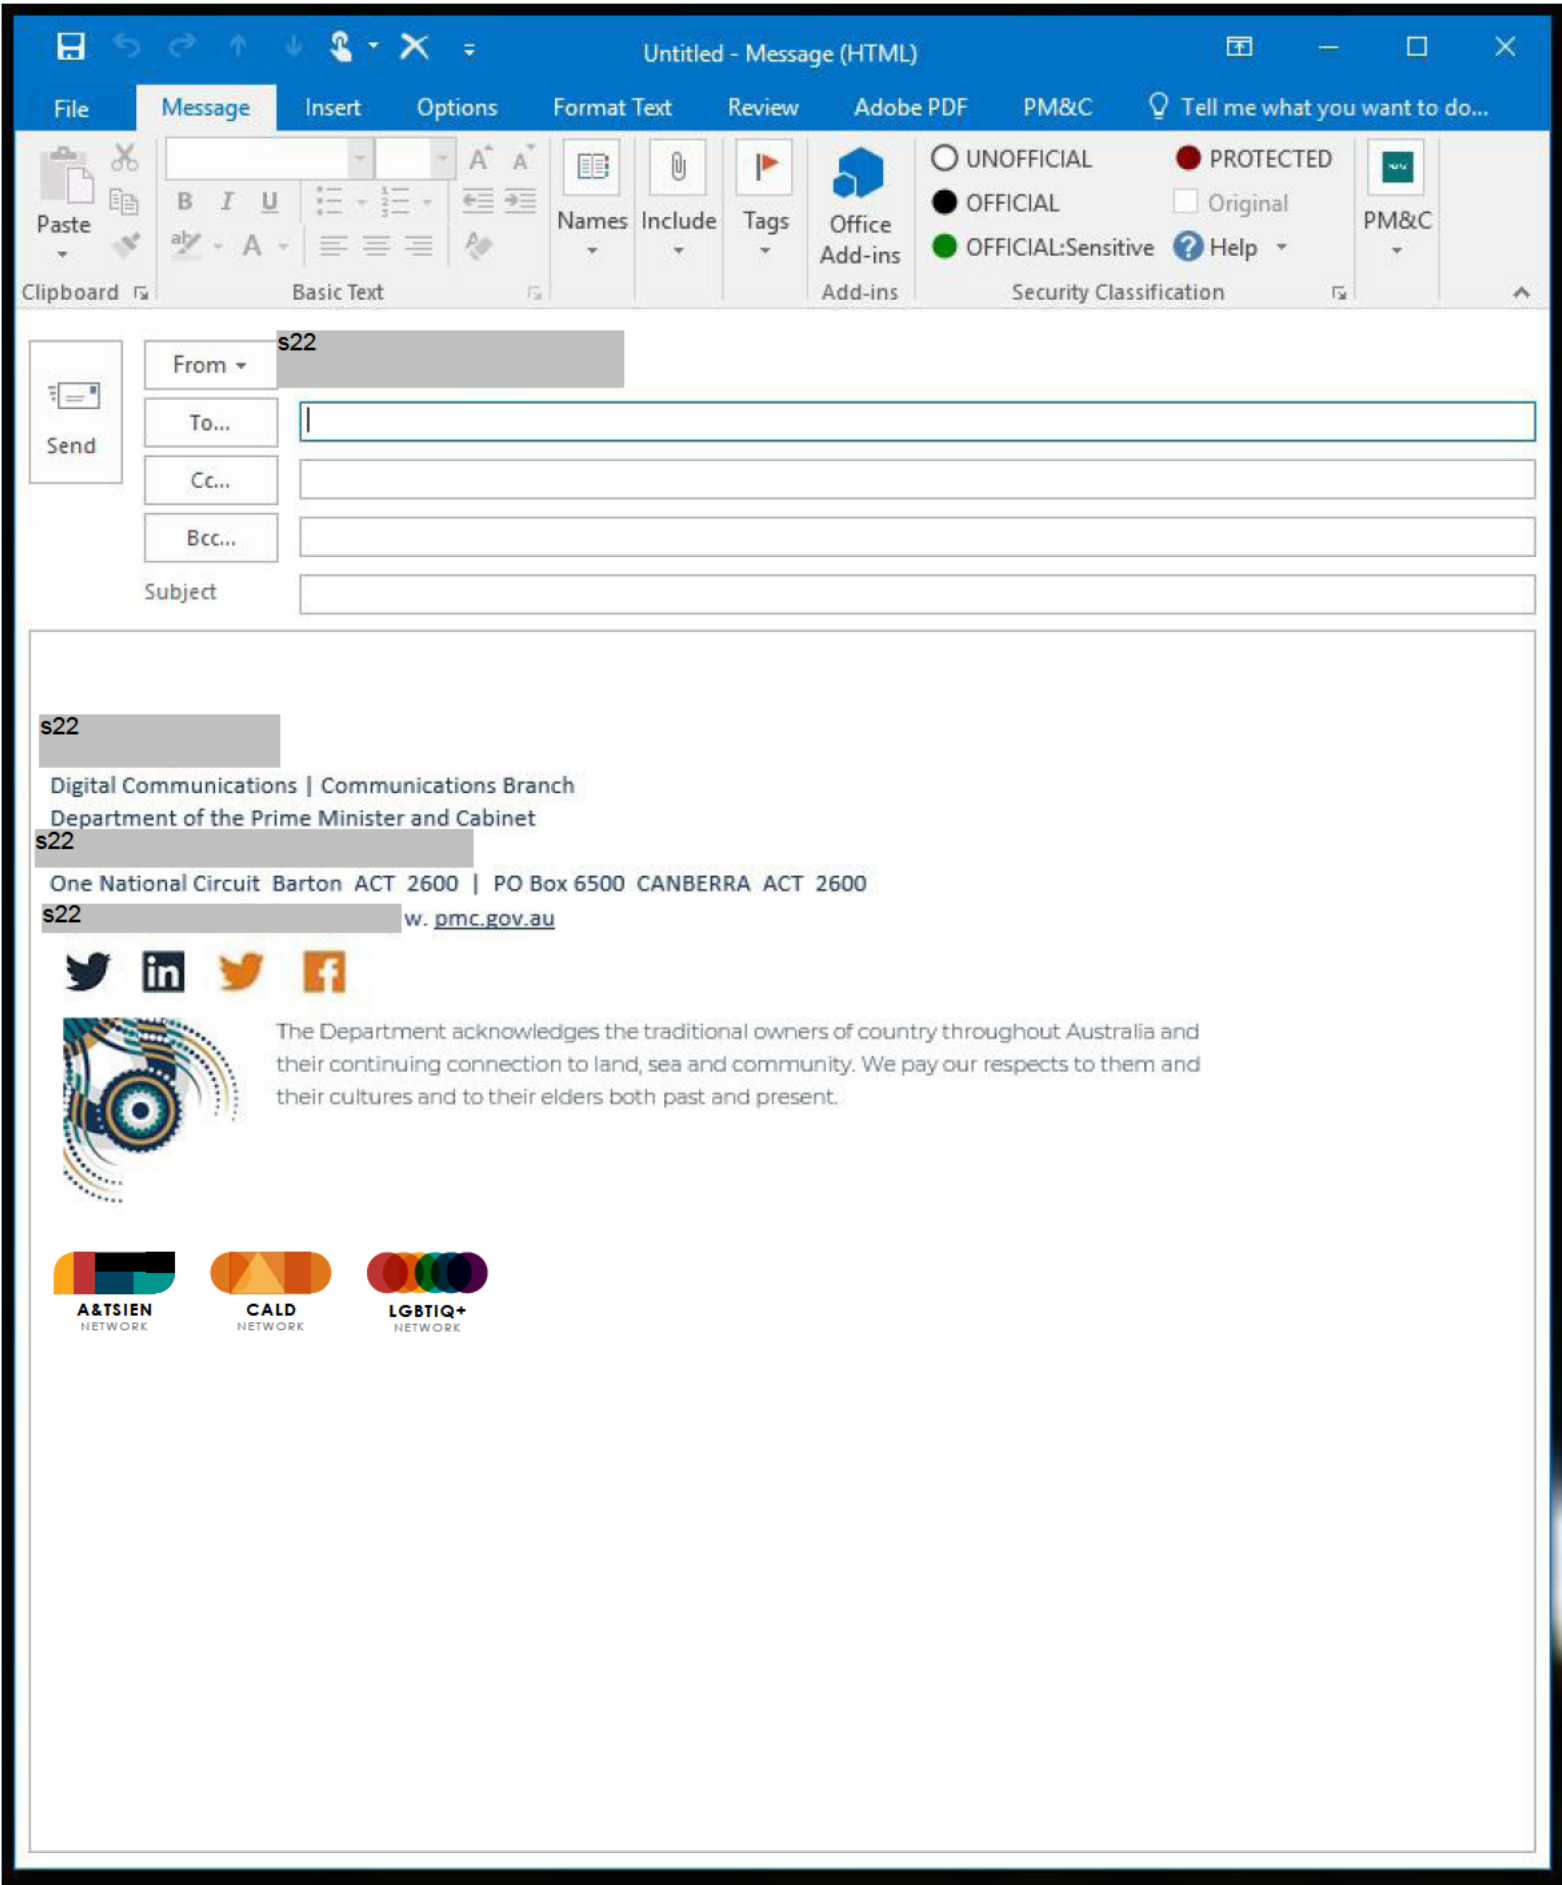 Untitled - Message (HTML)
File Message Insert Options Format Text Review Adobe PDF PM&C Tell me what you want to do...
UNOFFICIAL PROTECTED
Paste B I U A A Names Include Tags Office Add-ins OFFICIAL Original PM&C
OFFICIAL:Sensitive Help
Clipboard Basic Text Add-ins Security Classification
From s22
To...
Send
Cc...
Bcc...
Subject
s22
Digital Communications | Communications Branch
Department of the Prime Minister and Cabinet
s22
One National Circuit Barton ACT 2600 | PO Box 6500 CANBERRA ACT 2600
s22 w. pmc.gov.au
The Department acknowledges the traditional owners of country throughout Australia and
their continuing connection to land, sea and community. We pay our respects to them and
their cultures and to their elders both past and present.
A&TSIEN CALD LGBTIQ+
NETWORK NETWORK NETWORK